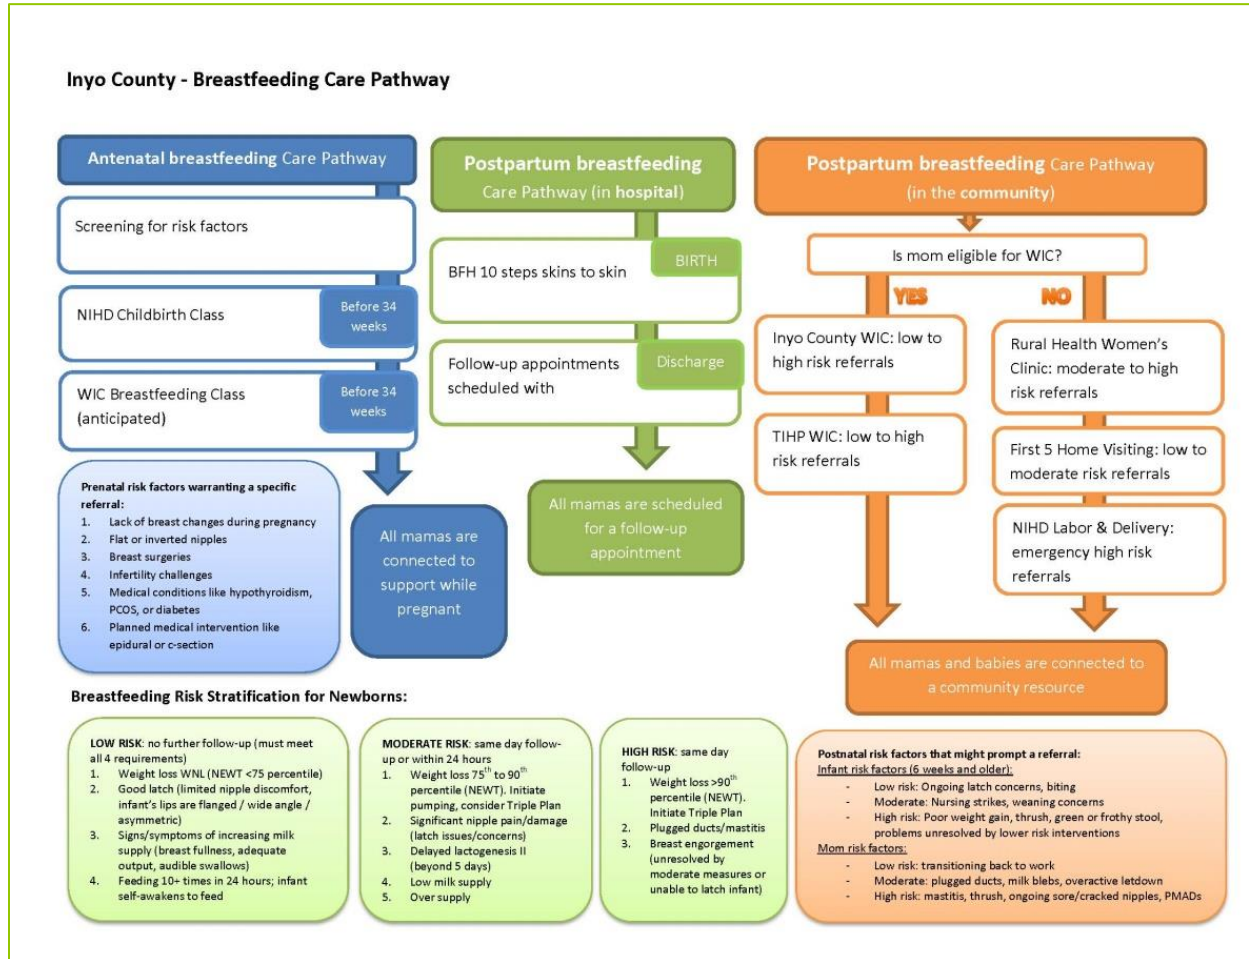 Inyo County - Breastfeeding Care Pathway
Antenatal breastfeeding Care Pathway
Screening for risk factors
NIHD Childbirth Class
Before 34
weeks
WIC Breastfeeding Class
(anticipated)
Before 34
weeks
Prenatal risk factors warranting a specific
referral:
1. Lack of breast changes during pregnancy
2. Flat or inverted nipples
3. Breast surgeries
4. Infertility challenges
5. Medical conditions like hypothyroidism,
PCOS, or diabetes
6. Planned medical intervention like
epidural or c-section
All mamas are
connected to
support while
pregnant
Postpartum breastfeeding
Care Pathway (in hospital)
BFH 10 steps skins to skin
BIRTH
Follow-up appointments
scheduled with
Discharge
All mamas are scheduled
for a follow-up
appointment
Postpartum breastfeeding Care Pathway
(in the community)
Is mom eligible for WIC?
YES
NO
Inyo County WIC: low to
high risk referrals
TIHP WIC: low to high
risk referrals
Rural Health Women's
Clinic: moderate to high
risk referrals
First 5 Home Visiting: low to
moderate risk referrals
NIHD Labor & Delivery:
emergency high risk
referrals
All mamas and babies are connected to
a community resource
Breastfeeding Risk Stratification for Newborns:
LOW RISK: no further follow-up (must meet
all 4 requirements)
1. Weight loss WNL (NEWT <75 percentile)
2. Good latch (limited nipple discomfort,
infant's lips are flanged / wide angle /
asymmetric)
3. Signs/symptoms of increasing milk
supply (breast fullness, adequate
output, audible swallows)
4. Feeding 10+ times in 24 hours; infant
self-awakens to feed
MODERATE RISK: same day follow-
up or within 24 hours
1. Weight loss 75th to 90th
percentile (NEWT). Initiate
pumping, consider Triple Plan
2. Significant nipple pain/damage
(latch issues/concerns)
3. Delayed lactogenesis II
(beyond 5 days)
4. Low milk supply
5. Over supply
HIGH RISK: same day
follow-up
1. Weight loss >90th
percentile (NEWT).
Initiate Triple Plan
2. Plugged ducts/mastitis
3. Breast engorgement
(unresolved by
moderate measures or
unable to latch infant)
Postnatal risk factors that might prompt a referral:
Infant risk factors (6 weeks and older):
- Low risk: Ongoing latch concerns, biting
- Moderate: Nursing strikes, weaning concerns
- High risk: Poor weight gain, thrush, green or frothy stool,
problems unresolved by lower risk interventions
Mom risk factors:
- Low risk: transitioning back to work
- Moderate: plugged ducts, milk blebs, overactive letdown
- High risk: mastitis, thrush, ongoing sore/cracked nipples, PMADs